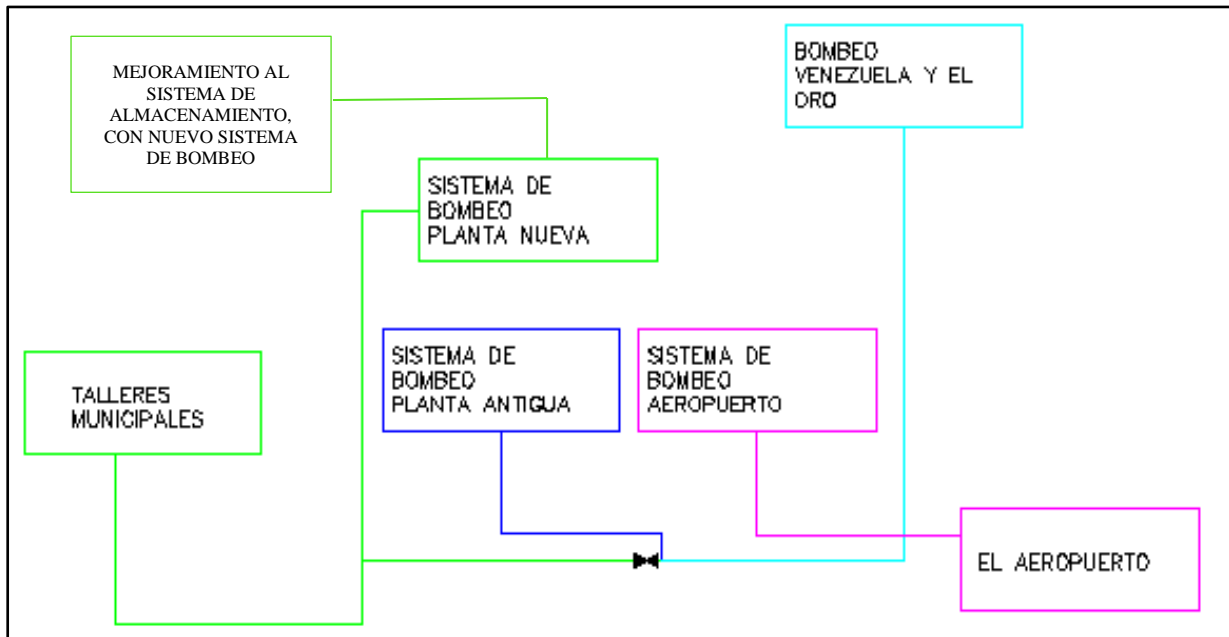 MEJORAMIENTO AL
SISTEMA DE
ALMACENAMIENTO,
CON NUEVO SISTEMA
DE BOMBEO
BOMBEO
VENEZUELA Y EL
ORO
SISTEMA DE
BOMBEO
PLANTA NUEVA
TALLERES
MUNICIPALES
SISTEMA DE
BOMBEO
PLANTA ANTIGUA
SISTEMA DE
BOMBEO
AEROPUERTO
EL AEROPUERTO